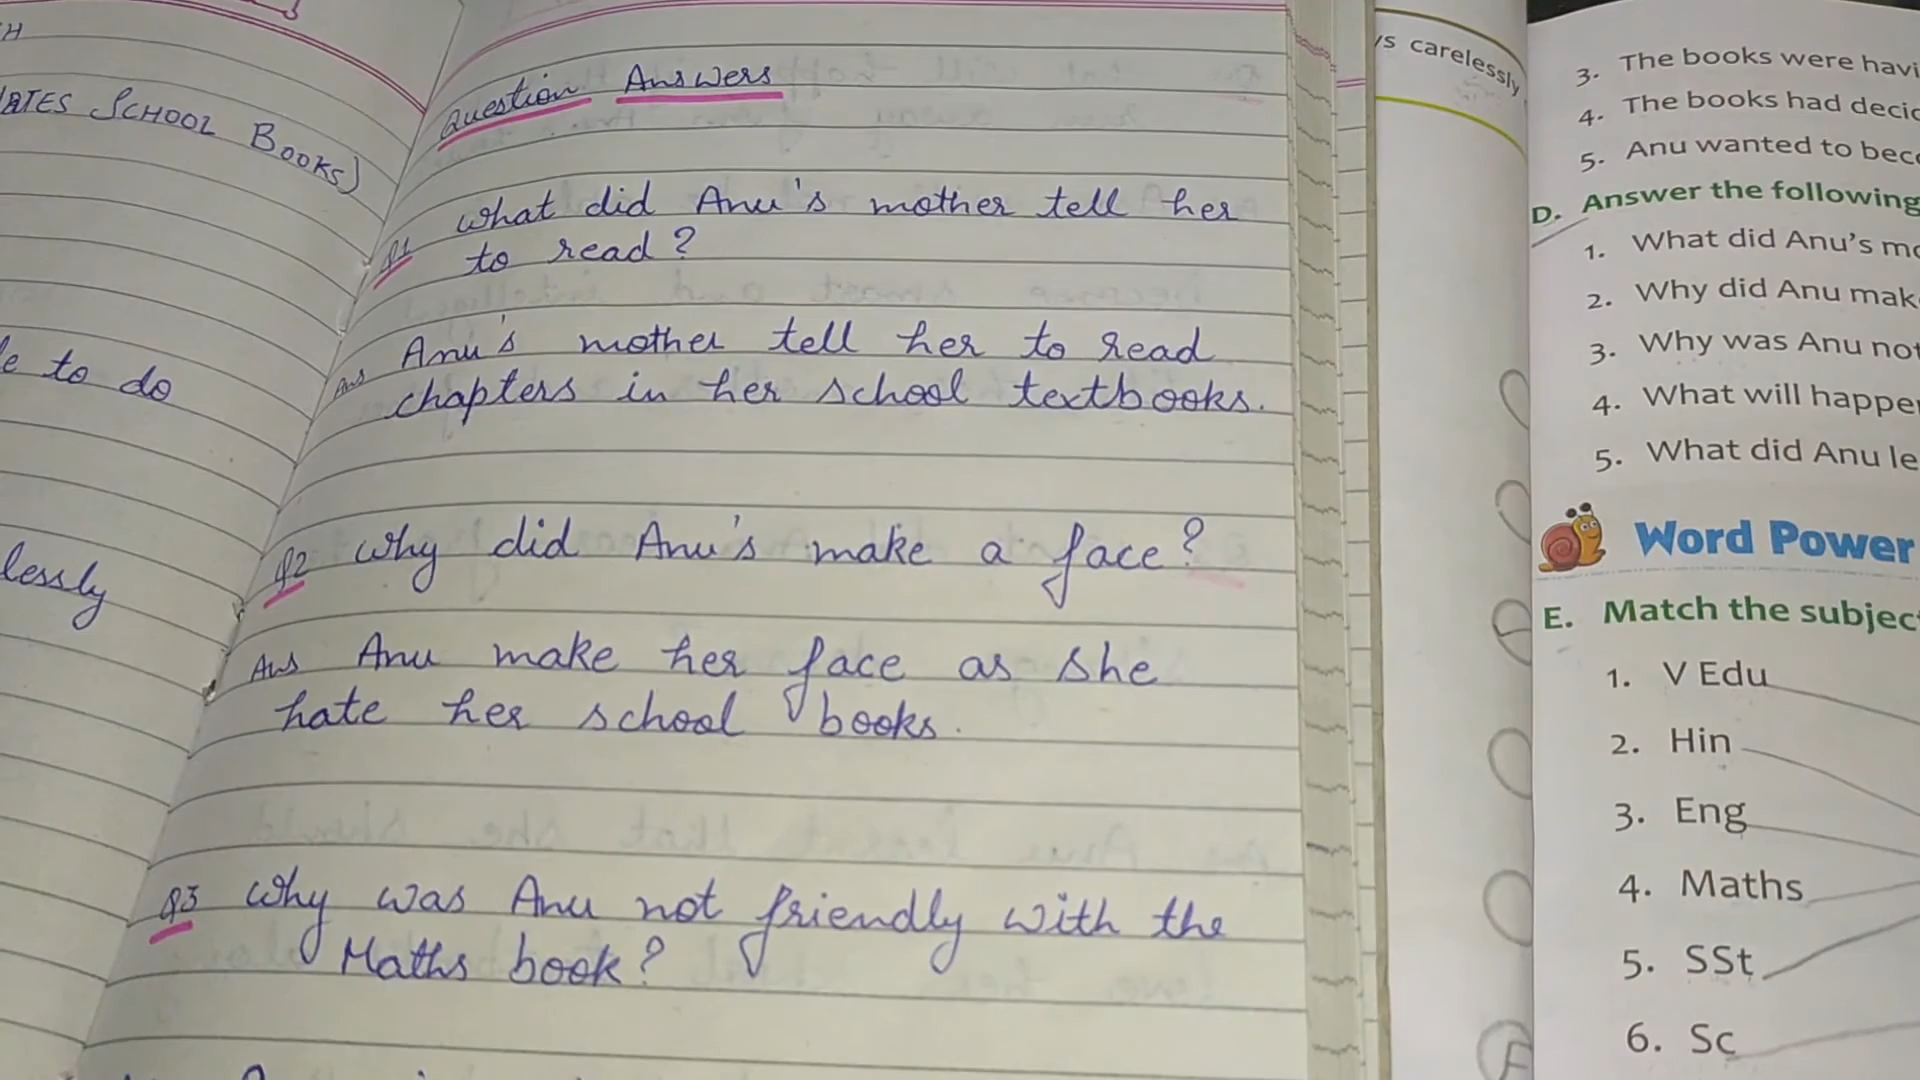 H
ATES SCHOOL BOOKS)
e to do
lessly
Question Answers
Q1 What did Anu's mother tell her
to read?
Ans Anu's mother tell her to read
chapters in her school textbooks.
Q2 Why did Anu's make a face?
Ans Anu make her face as she
hate her school books.
Q3 Why was Anu not friendly with the
Maths book?
's carelessly
3. The books were havi
4. The books had decid
5. Anu wanted to beco
D. Answer the following
1. What did Anu's mo
2. Why did Anu mak
3. Why was Anu not
4. What will happe
5. What did Anu le
Word Power
E. Match the subjec
1. V Edu
2. Hin
3. Eng
4. Maths
5. SSt
6. Sc